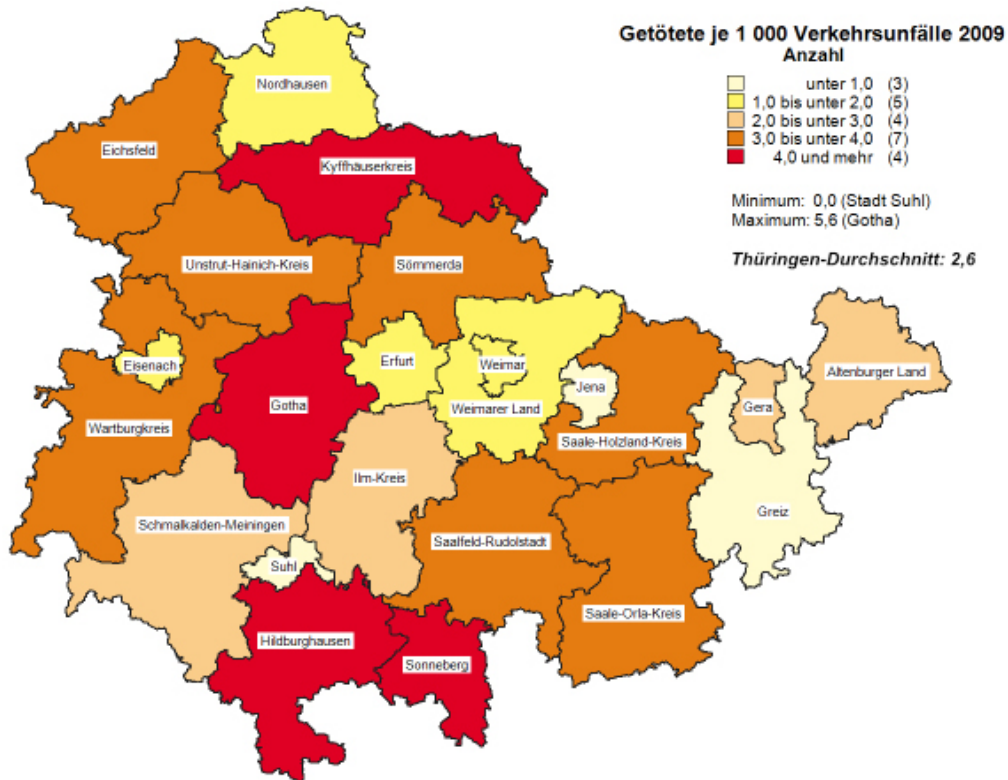 Getötete je 1 000 Verkehrsunfälle 2009
Anzahl
unter 1,0 (3)
1,0 bis unter 2,0 (5)
2,0 bis unter 3,0 (4)
3,0 bis unter 4,0 (7)
4,0 und mehr (4)
Minimum: 0,0 (Stadt Suhl)
Maximum: 5,6 (Gotha)
Thüringen-Durchschnitt: 2,6
Nordhausen
Eichsfeld
Kyffhäuserkreis
Unstrut-Hainich-Kreis
Sömmerda
Eisenach
Erfurt
Weimar
Jena
Altenburger Land
Gotha
Weimarer Land
Gera
Wartburgkreis
Saale-Holzland-Kreis
Ilm-Kreis
Greiz
Schmalkalden-Meiningen
Saalfeld-Rudolstadt
Suhl
Saale-Orla-Kreis
Hildburghausen
Sonneberg